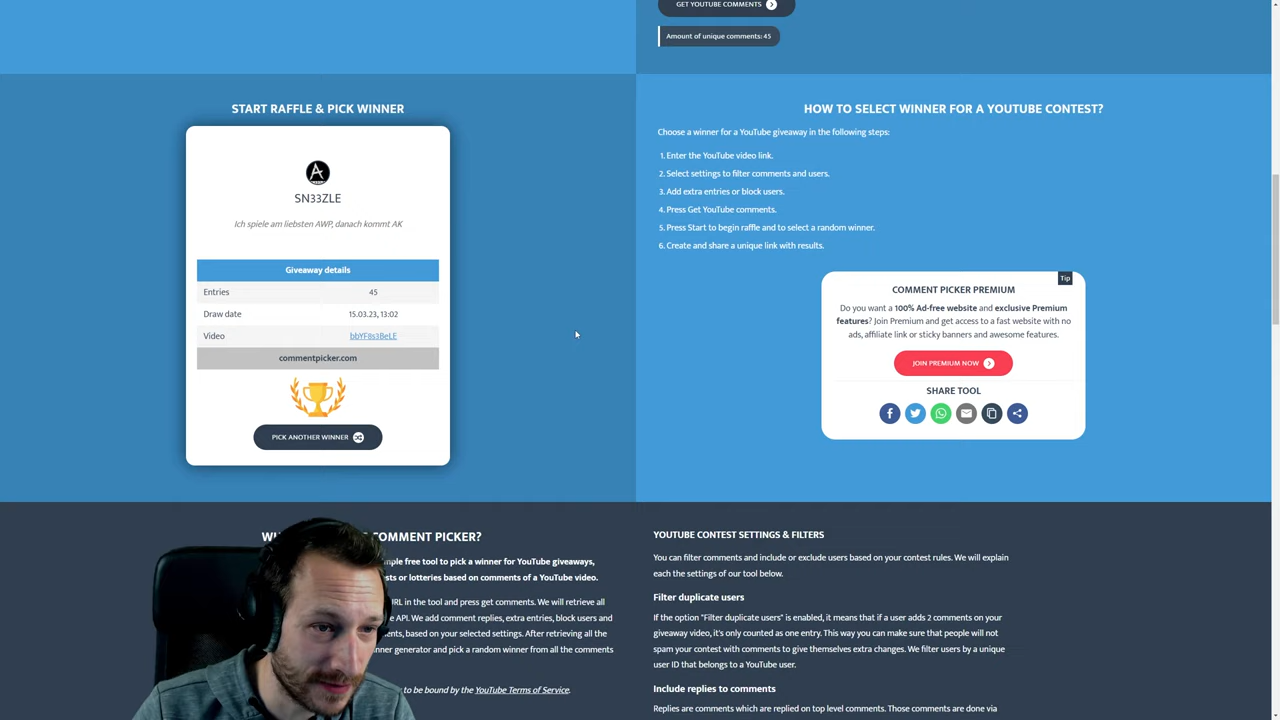 GET YOUTUBE COMMENTS
Amount of unique comments: 45
START RAFFLE & PICK WINNER
SN33ZLE
Ich spiele am liebsten AWP, danach kommt AK
Giveaway details
Entries 45
Draw date 15.03.23, 13:02
Video bbYF8s3BeLE
commentpicker.com
PICK ANOTHER WINNER
HOW TO SELECT WINNER FOR A YOUTUBE CONTEST?
Choose a winner for a YouTube giveaway in the following steps:
1. Enter the YouTube video link.
2. Select settings to filter comments and users.
3. Add extra entries or block users.
4. Press Get YouTube comments.
5. Press Start to begin raffle and to select a random winner.
6. Create and share a unique link with results.
Tip
COMMENT PICKER PREMIUM
Do you want a 100% Ad-free website and exclusive Premium
features? Join Premium and get access to a fast website with no
ads, affiliate link or sticky banners and awesome features.
JOIN PREMIUM NOW
SHARE TOOL
COMMENT PICKER?
free tool to pick a winner for YouTube giveaways,
or lotteries based on comments of a YouTube video.
URL in the tool and press get comments. We will retrieve all
API. We add comment replies, extra entries, block users and
based on your selected settings. After retrieving all the
generator and pick a random winner from all the comments
to be bound by the YouTube Terms of Service.
YOUTUBE CONTEST SETTINGS & FILTERS
You can filter comments and include or exclude users based on your contest rules. We will explain
each the settings of our tool below.
Filter duplicate users
If the option "Filter duplicate users" is enabled, it means that if a user adds 2 comments on your
giveaway video, it's only counted as one entry. This way you can make sure that people will not
spam your contest with comments to give themselves extra changes. We filter users by a unique
user ID that belongs to a YouTube user.
Include replies to comments
Replies are comments which are replied on top level comments. Those comments are done via